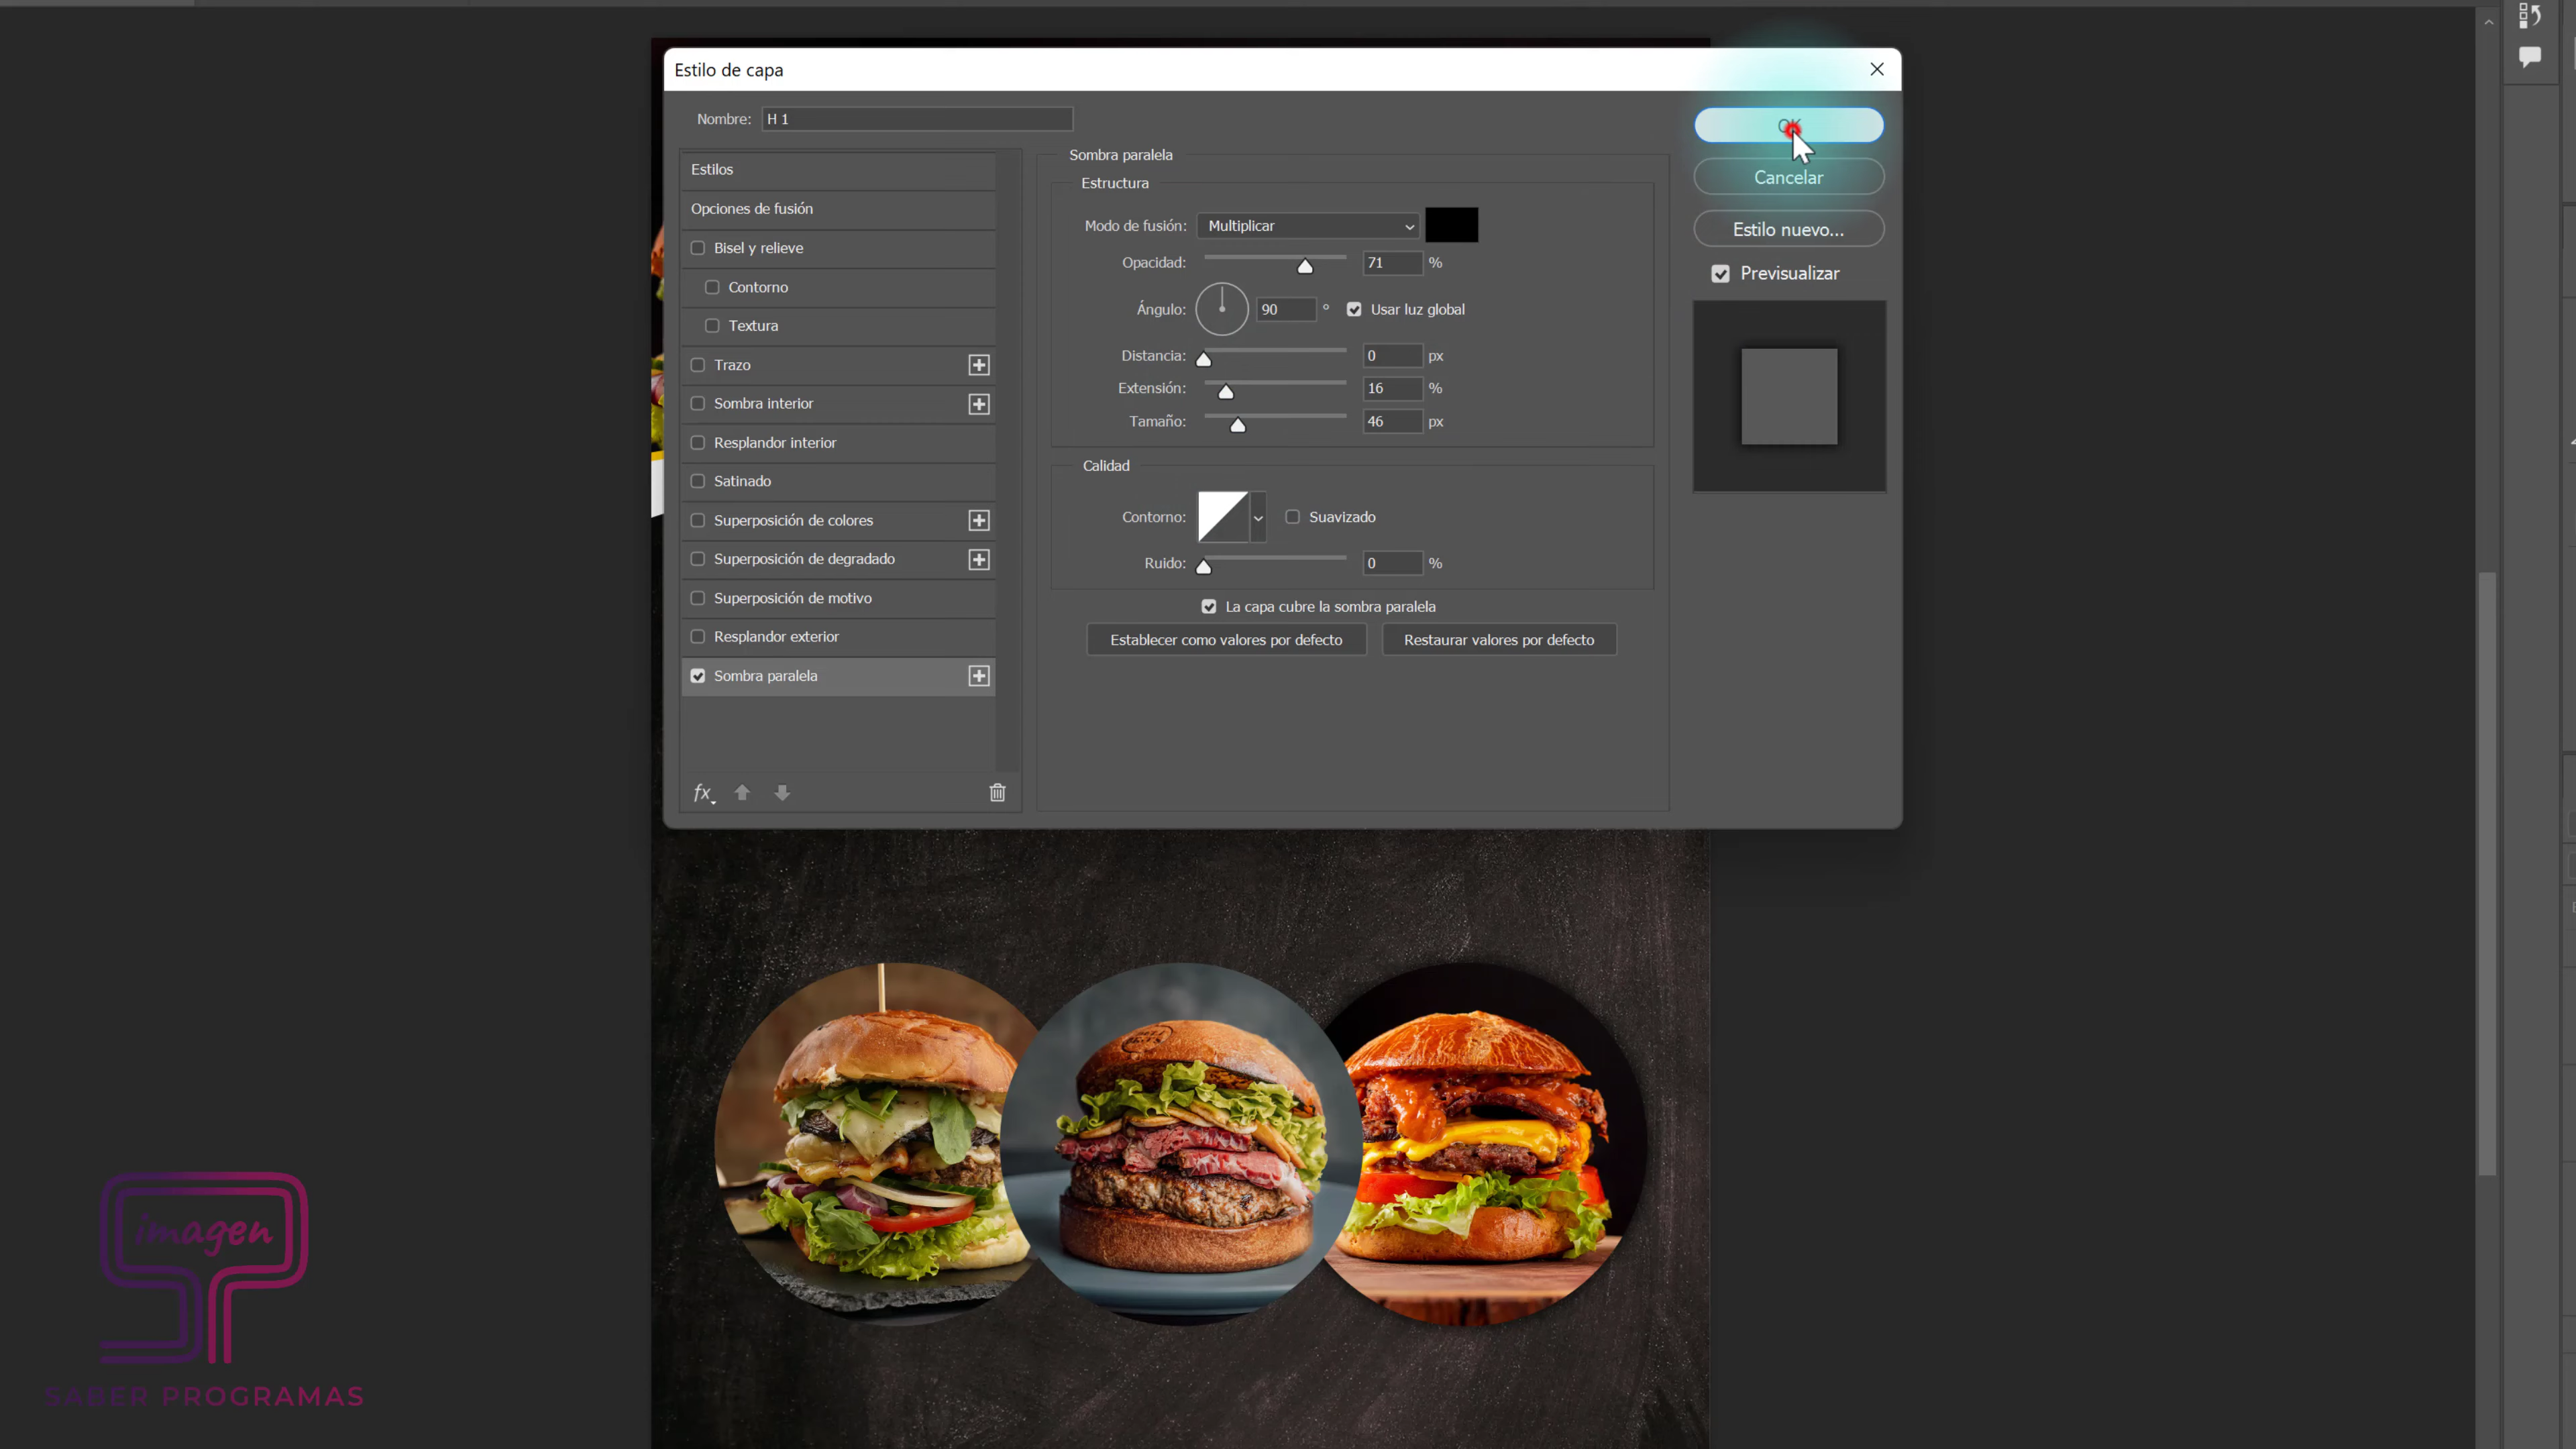 Estilo de capa
Nombre: H 1
OK
Cancelar
Estilo nuevo...
Previsualizar
Estilos
Opciones de fusión
Bisel y relieve
Contorno
Textura
Trazo
Sombra interior
Resplandor interior
Satinado
Superposición de colores
Superposición de degradado
Superposición de motivo
Resplandor exterior
Sombra paralela
fx
Sombra paralela
Estructura
Modo de fusión: Multiplicar
Opacidad: 71 %
Ángulo: 90 ° Usar luz global
Distancia: 0 px
Extensión: 16 %
Tamaño: 46 px
Calidad
Contorno: Suavizado
Ruido: 0 %
La capa cubre la sombra paralela
Establecer como valores por defecto Restaurar valores por defecto
imagen
SABER PROGRAMAS